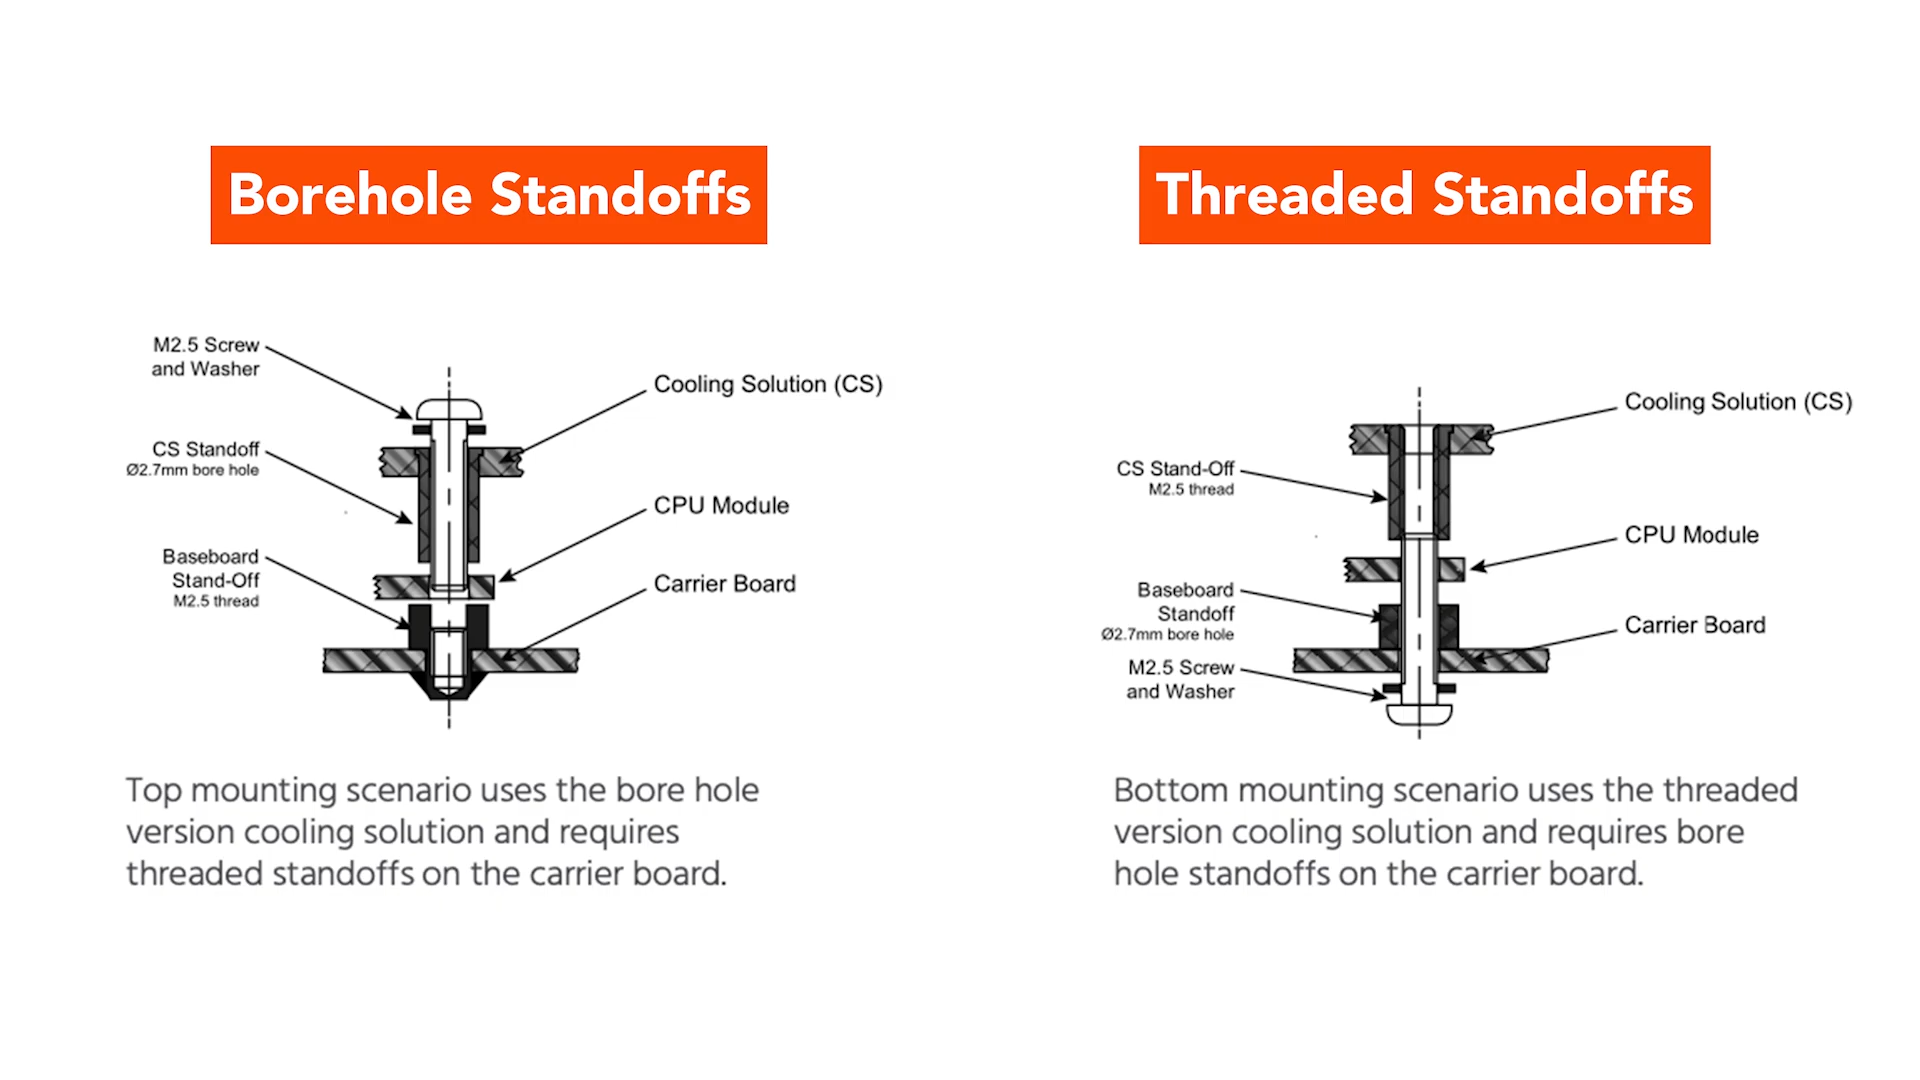 Borehole Standoffs
M2.5 Screw
and Washer
Cooling Solution (CS)
CS Standoff
Ø2.7mm bore hole
CPU Module
Baseboard
Stand-Off
M2.5 thread
Carrier Board
Top mounting scenario uses the bore hole
version cooling solution and requires
threaded standoffs on the carrier board.
Threaded Standoffs
Cooling Solution (CS)
CS Stand-Off
M2.5 thread
CPU Module
Baseboard
Standoff
Ø2.7mm bore hole
Carrier Board
M2.5 Screw
and Washer
Bottom mounting scenario uses the threaded
version cooling solution and requires bore
hole standoffs on the carrier board.